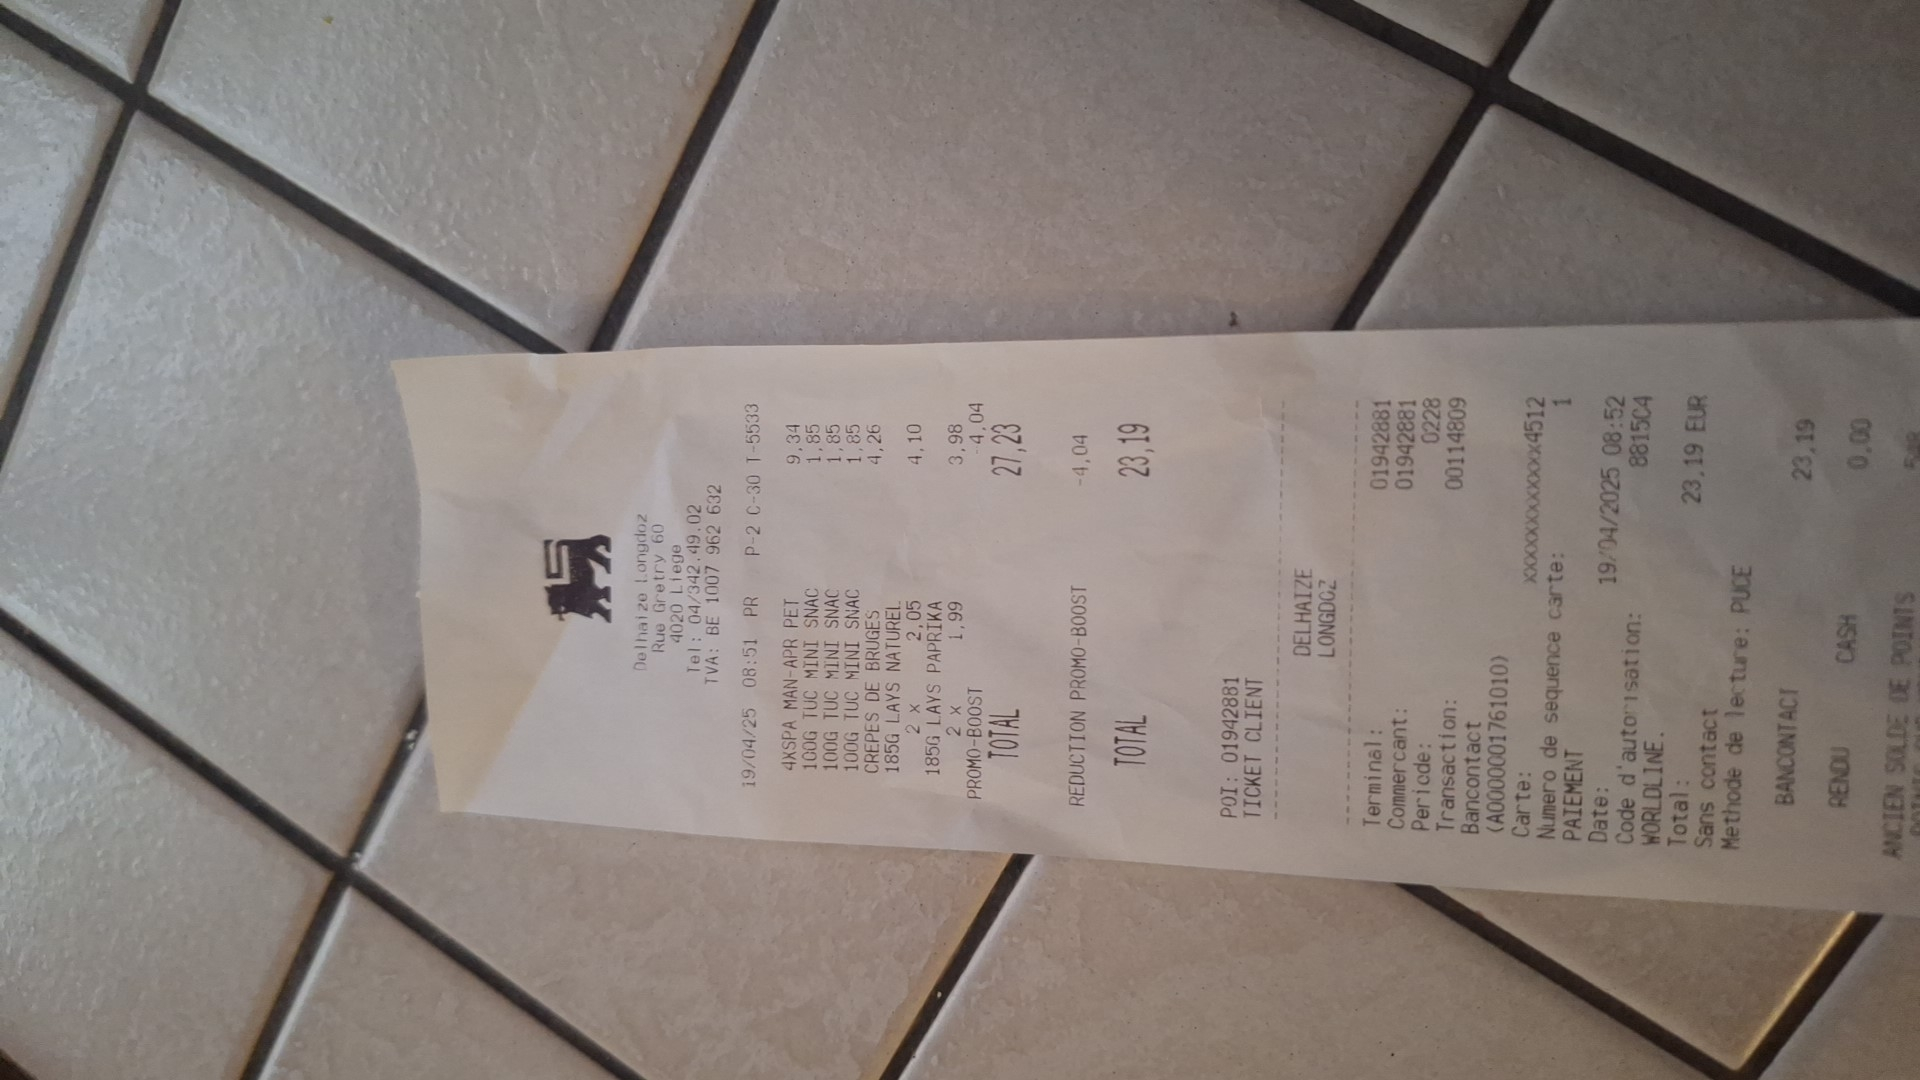 Delhaize Longdoz
Rue Gretry 60
4020 Liege
Tel : 04/342.49.02
TVA: BE 1007 962 632
19/04/25 08:51 PR P-2 C-30 T-5533
4XSPA MAN-APR PET 9,34
100G TUC MINI SNAC 1,85
100G TUC MINI SNAC 1,85
100G TUC MINI SNAC 1,85
CREPES DE BRUGES 4,26
185G LAYS NATUREL
2 x 2,05 4,10
185G LAYS PAPRIKA
2 x 1,99 3,98
PROMO-BOOST -4,04
TOTAL 27,23
REDUCTION PROMO-BOOST -4,04
TOTAL 23,19
POI: 01942881
TICKET CLIENT
DELHAIZE
LONGDOZ
Terminal: 01942881
Commercant: 01942881
Periode: 0228
Transaction: 00114809
Bancontact
(A0000000017610​10)
Carte: xxxxxxxxxxxxx4512
Numero de sequence carte: 1
PAIEMENT
Date: 19/04/2025 08:52
Code d'autorisation: 8815C4
WORLDLINE.
Total: 23,19 EUR
Sans contact
Methode de lecture: PUCE
BANCONTACT 23,19
RENDU CASH 0,00
ANCIEN SOLDE DE POINTS